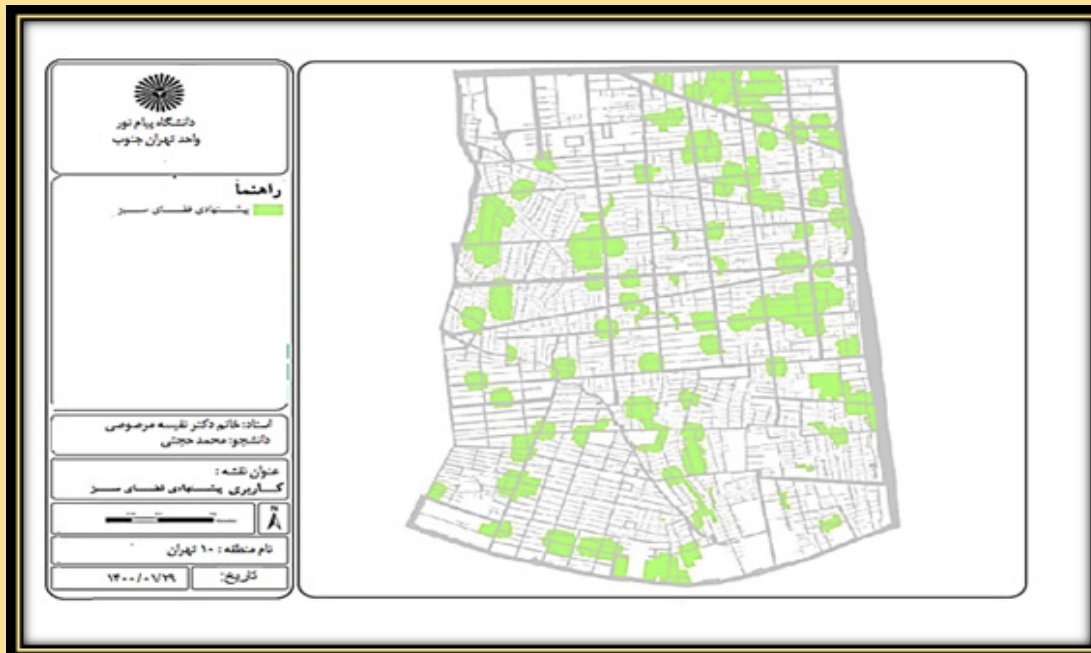 دانشگاه پیام نور
واحد تهران جنوب
راهنما
پیشنهادی فضای سبز
استاد: خانم دکتر نفیسه مرصوصی
دانشجو: محمد حجتی
عنوان نقشه :
کاربری پیشنهادی فضای سبز
N
نام منطقه : ۱۰ تهران
تاریخ:
۱۴۰۰/۰۱/۲۹